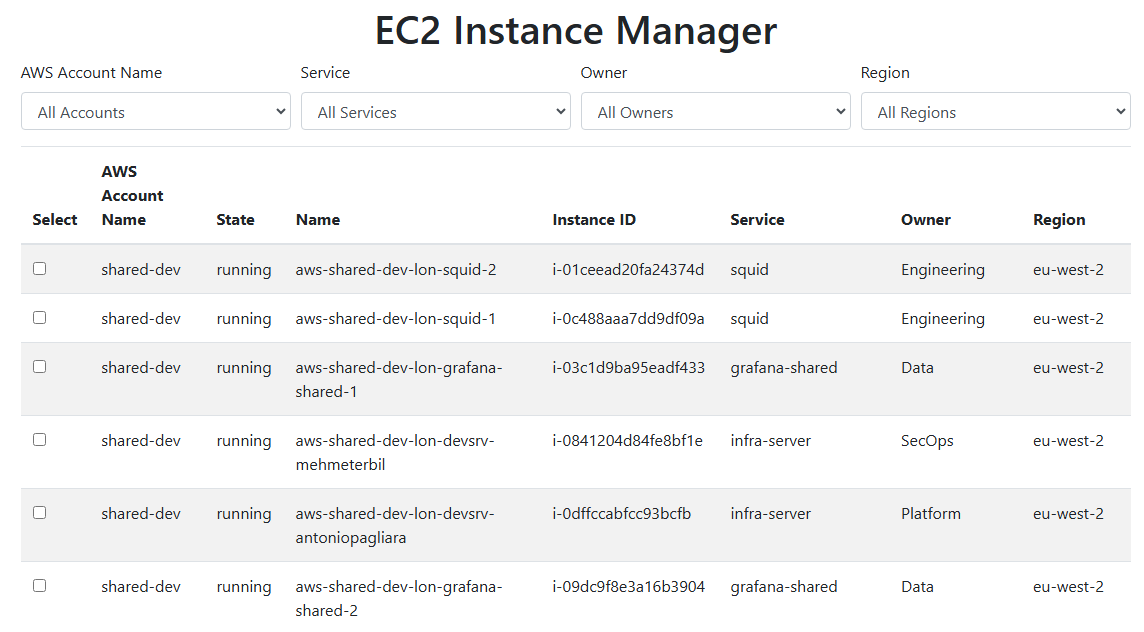 EC2 Instance Manager
AWS Account Name Service Owner Region
All Accounts All Services All Owners All Regions
AWS
Account
Select Name State Name Instance ID Service Owner Region
shared-dev running aws-shared-dev-lon-squid-2 i-01ceead20fa24374d squid Engineering eu-west-2
shared-dev running aws-shared-dev-lon-squid-1 i-0c488aaa7dd9df09a squid Engineering eu-west-2
shared-dev running aws-shared-dev-lon-grafana- i-03c1d9ba95eadf433 grafana-shared Data eu-west-2
shared-1
shared-dev running aws-shared-dev-lon-devsrv- i-0841204d84fe8bf1e infra-server SecOps eu-west-2
mehmeterbil
shared-dev running aws-shared-dev-lon-devsrv- i-0dffccabfcc93bcfb infra-server Platform eu-west-2
antoniopagliara
shared-dev running aws-shared-dev-lon-grafana- i-09dc9f8e3a16b3904 grafana-shared Data eu-west-2
shared-2